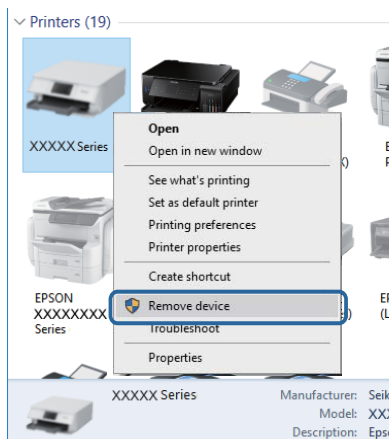 Printers (19)
XXXXX Series
Open
Open in new window
See what's printing
Set as default printer
Printing preferences
Printer properties
Create shortcut
Remove device
Troubleshoot
Properties
EPSON
XXXXXXXX
Series
XXXXX Series
Manufacturer:
Model:
Description: